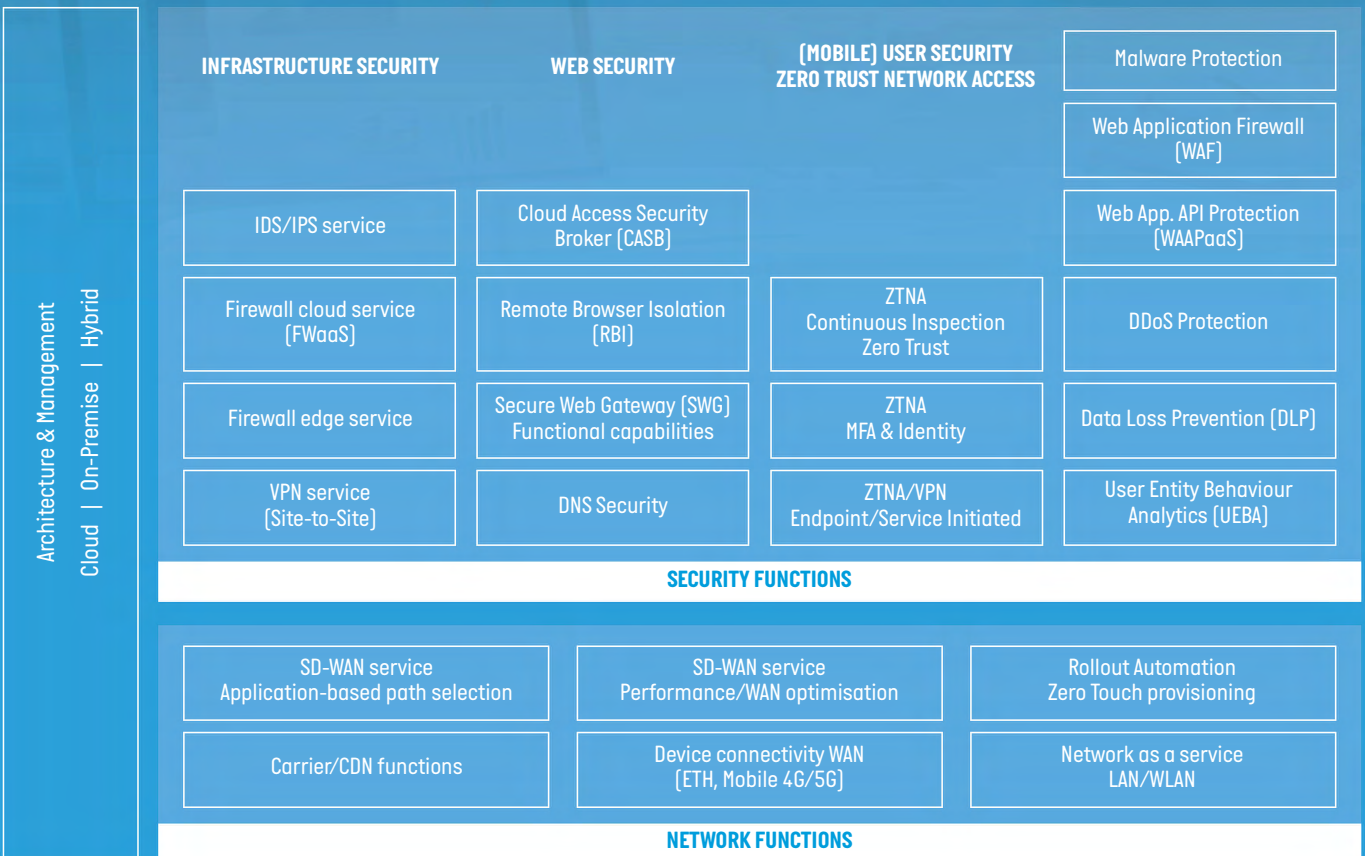 Architecture & Management
Cloud | On-Premise | Hybrid
INFRASTRUCTURE SECURITY
IDS/IPS service
Firewall cloud service
(FWaaS)
Firewall edge service
VPN service
(Site-to-Site)
WEB SECURITY
Cloud Access Security
Broker (CASB)
Remote Browser Isolation
(RBI)
Secure Web Gateway (SWG)
Functional capabilities
DNS Security
(MOBILE) USER SECURITY
ZERO TRUST NETWORK ACCESS
ZTNA
Continuous Inspection
Zero Trust
ZTNA
MFA & Identity
ZTNA/VPN
Endpoint/Service Initiated
Malware Protection
Web Application Firewall
(WAF)
Web App. API Protection
(WAAPaaS)
DDoS Protection
Data Loss Prevention (DLP)
User Entity Behaviour
Analytics (UEBA)
SECURITY FUNCTIONS
SD-WAN service
Application-based path selection
SD-WAN service
Performance/WAN optimisation
Rollout Automation
Zero Touch provisioning
Carrier/CDN functions
Device connectivity WAN
(ETH, Mobile 4G/5G)
Network as a service
LAN/WLAN
NETWORK FUNCTIONS